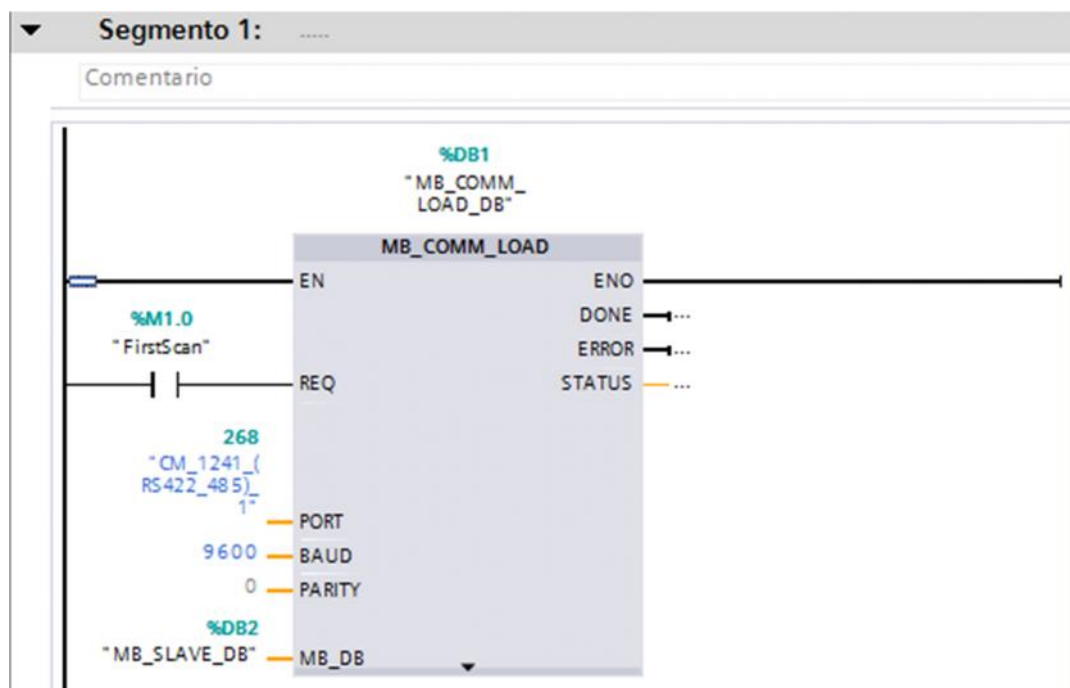 Segmento 1: .....
Comentario
%DB1
"MB_COMM_
LOAD_DB"
MB_COMM_LOAD
EN ENO
%M1.0 DONE ...
"FirstScan" ERROR ...
REQ STATUS ...
268
"CM_1241_(
RS422_485)_
1"
PORT
9600 BAUD
0 PARITY
%DB2
"MB_SLAVE_DB" MB_DB